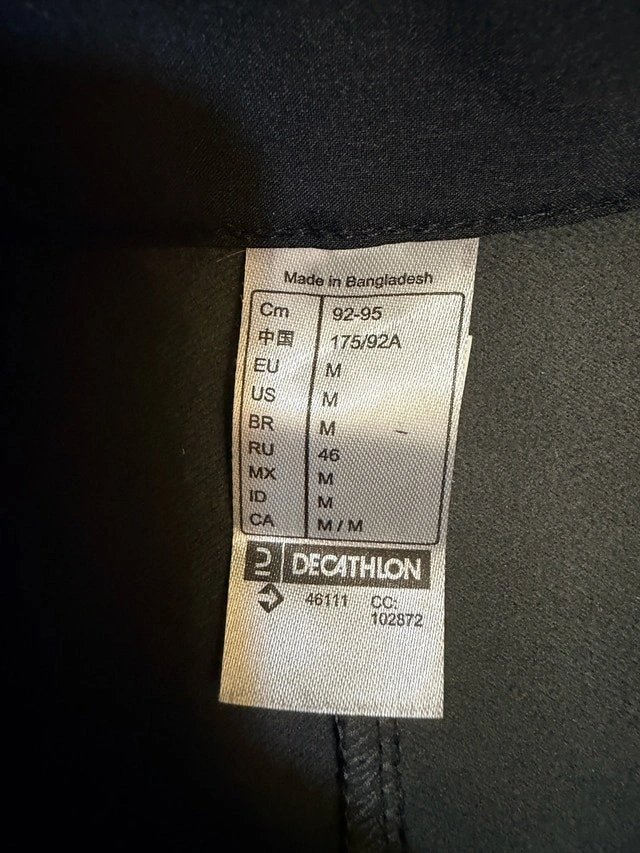 Made in Bangladesh
Cm 92-95
中国 175/92A
EU M
US M
BR M
RU 46
MX M
ID M
CA M / M
DECATHLON
46111 CC:
102872